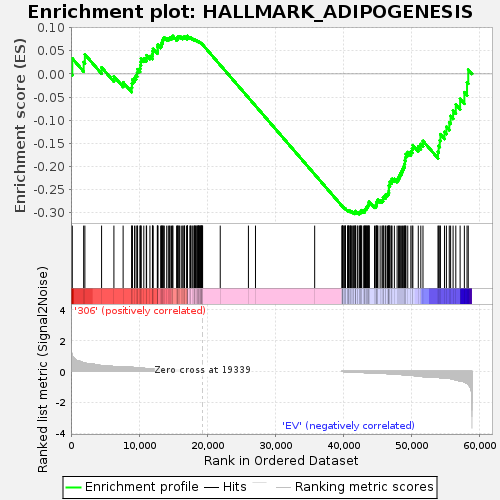 Enrichment plot: HALLMARK_ADIPOGENESIS
Enrichment score (ES)
0.10
0.05
0.00
-0.05
-0.10
-0.15
-0.20
-0.25
-0.30
'306' (positively correlated)
Ranked list metric (Signal2Noise)
4
2
0
-2
-4
Zero cross at 19339
'EV' (negatively correlated)
0
10,000
20,000
30,000
40,000
50,000
60,000
Rank in Ordered Dataset
Enrichment profile
Hits
Ranking metric scores